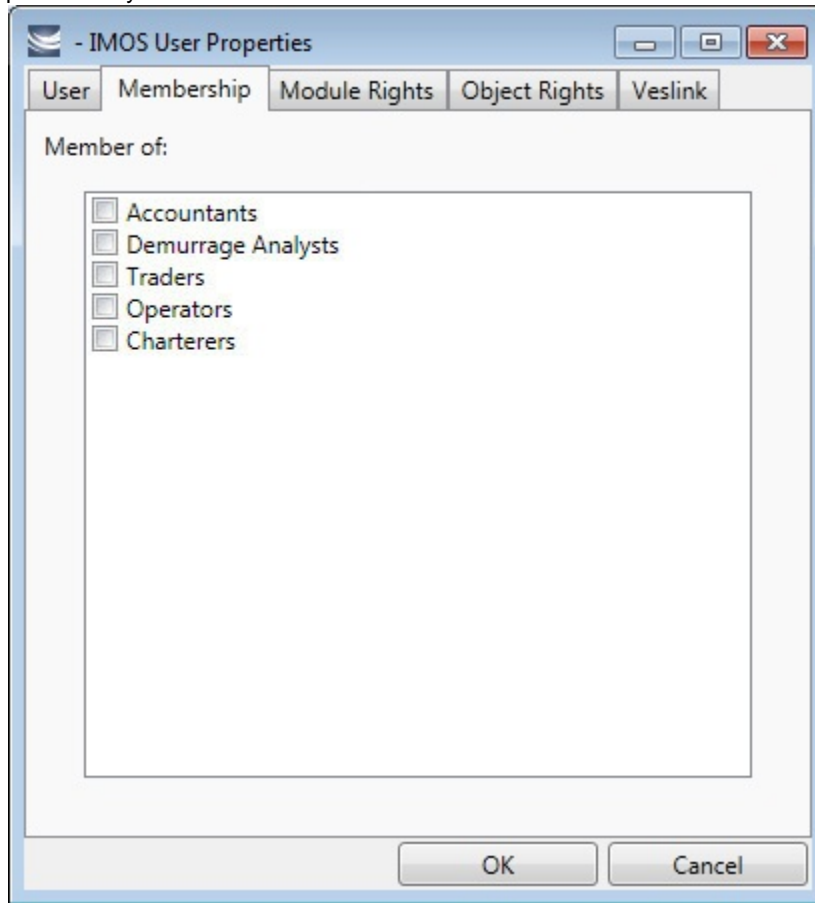 - IMOS User Properties
User Membership Module Rights Object Rights Veslink
Member of:
Accountants
Demurrage Analysts
Traders
Operators
Charterers
OK Cancel